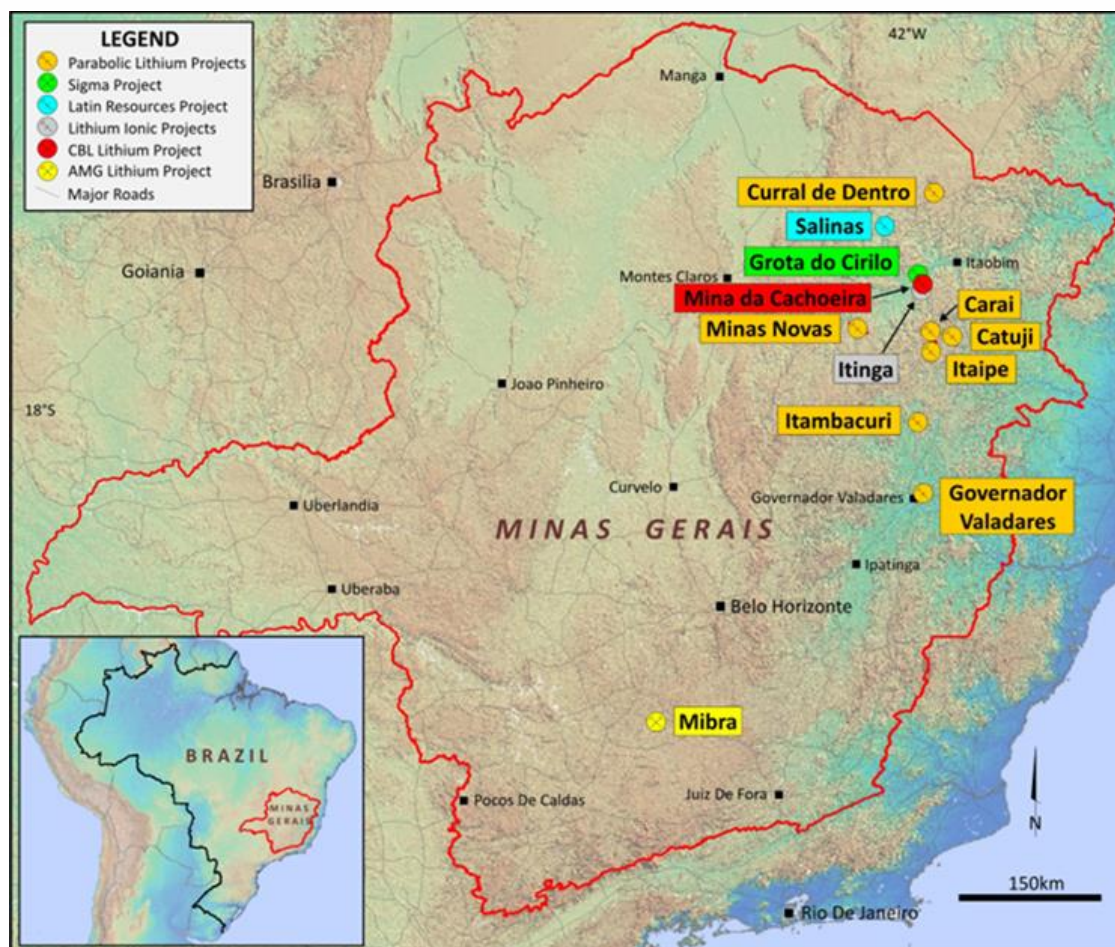 LEGEND
Parabolic Lithium Projects
Sigma Project
Latin Resources Project
Lithium Ionic Projects
CBL Lithium Project
AMG Lithium Project
Major Roads
42°W
Manga
Brasilia
Curral de Dentro
Salinas
Goiania
Grota do Cirilo
Itaobim
Montes Claros
Mina da Cachoeira
Carai
Minas Novas
Catuji
Itinga
Itaipe
Joao Pinheiro
18°S
Itambacuri
Curvelo
Governador Valadares
Governador
Valadares
Uberlandia
MINAS GERAIS
Ipatinga
Uberaba
Belo Horizonte
Mibra
BRAZIL
MINAS
GERAIS
Pocos De Caldas
Juiz De Fora
N
150km
Rio De Janeiro